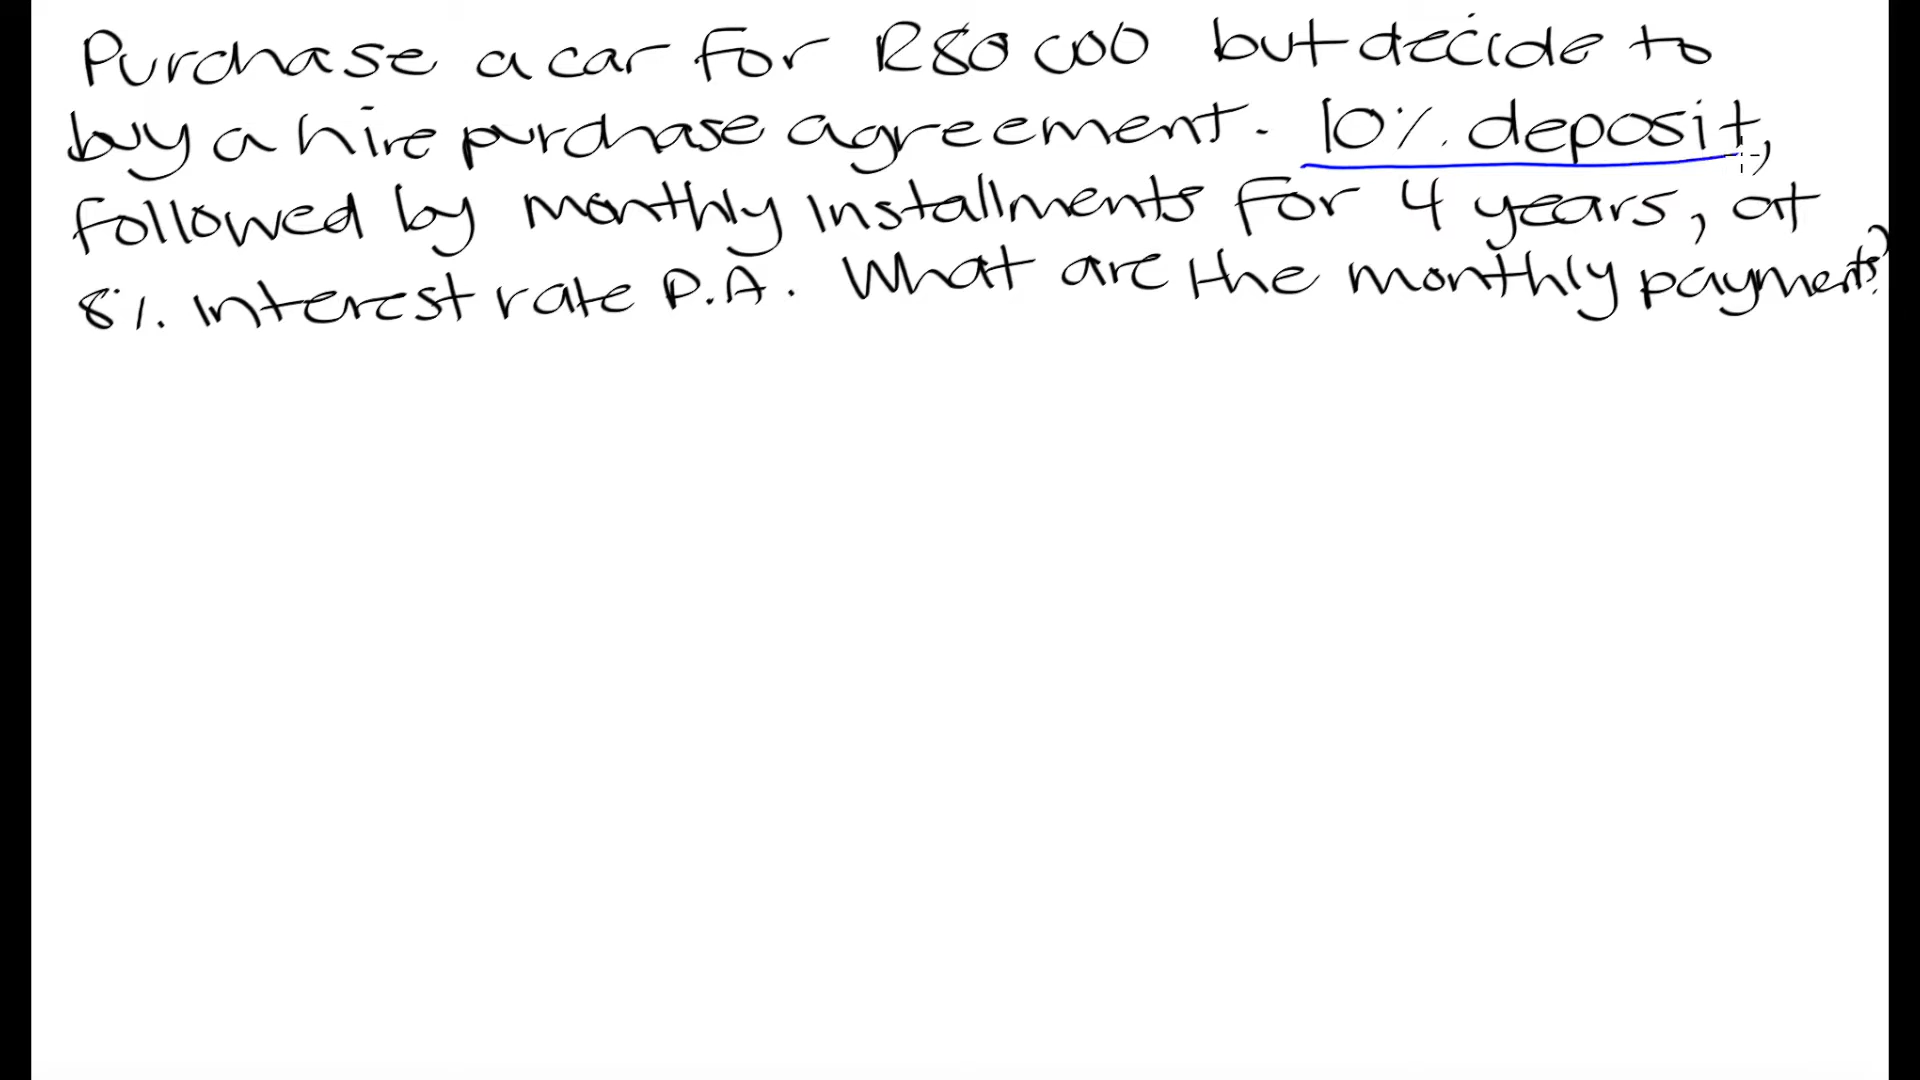 Purchase a car for R80 000 but decide to
buy a hire purchase agreement. 10% deposit,
followed by monthly installments for 4 years, at
8% interest rate P.A. What are the monthly payments?